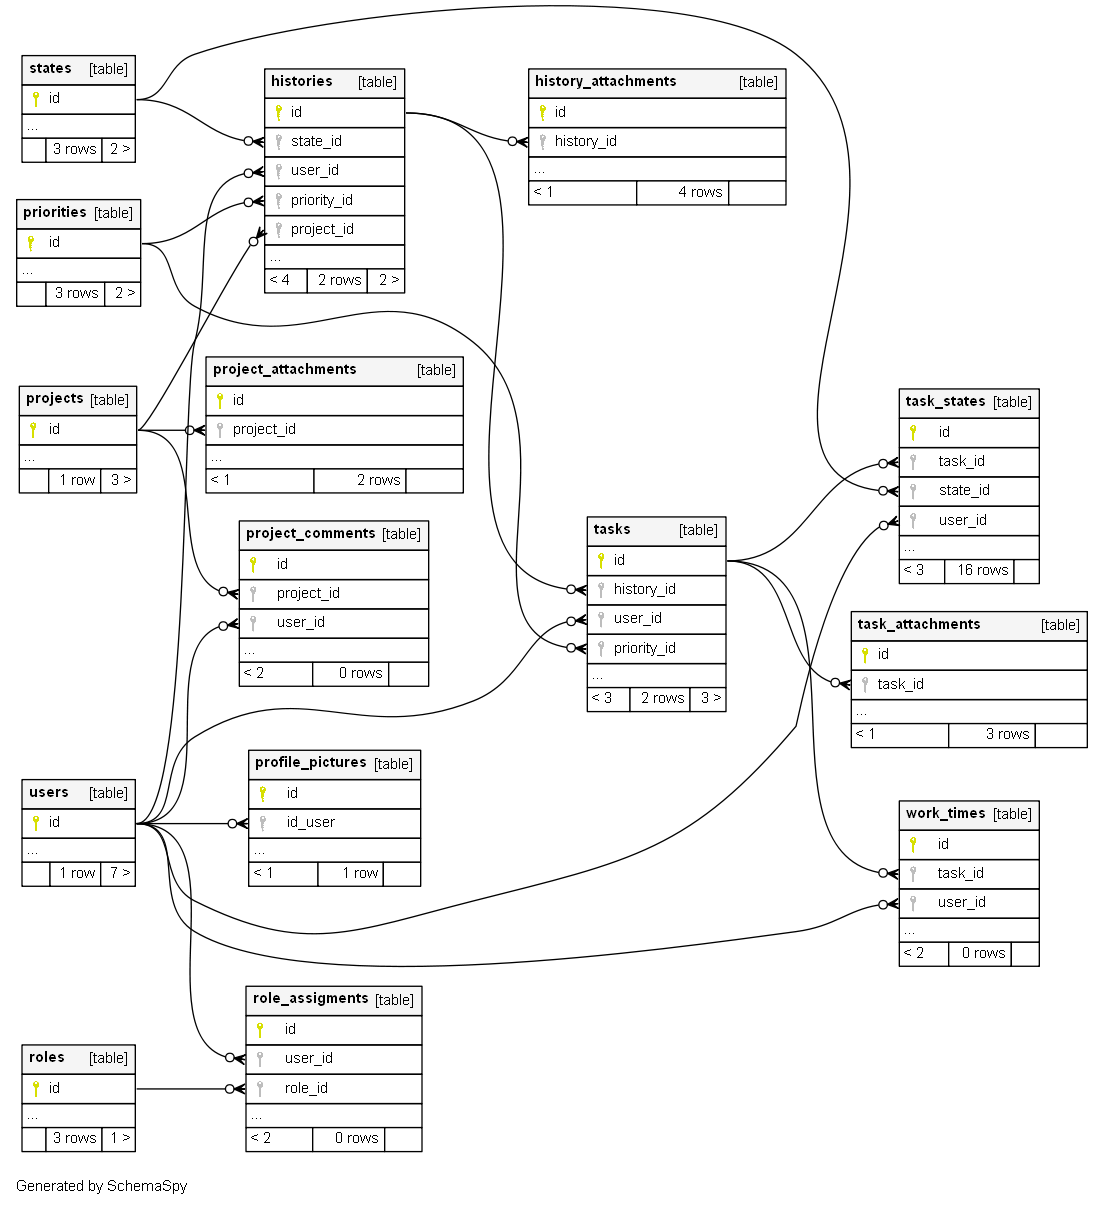 states [table]
id
...
3 rows 2 >
histories [table]
id
state_id
user_id
priority_id
project_id
...
< 4 2 rows 2 >
history_attachments [table]
id
history_id
...
< 1 4 rows
priorities [table]
id
...
3 rows 2 >
projects [table]
id
...
1 row 3 >
project_attachments [table]
id
project_id
...
< 1 2 rows
task_states [table]
id
task_id
state_id
user_id
...
< 3 16 rows
project_comments [table]
id
project_id
user_id
...
< 2 0 rows
tasks [table]
id
history_id
user_id
priority_id
...
< 3 2 rows 3 >
task_attachments [table]
id
task_id
...
< 1 3 rows
users [table]
id
...
1 row 7 >
profile_pictures [table]
id
id_user
...
< 1 1 row
work_times [table]
id
task_id
user_id
...
< 2 0 rows
role_assigments [table]
id
user_id
role_id
...
< 2 0 rows
roles [table]
id
...
3 rows 1 >
Generated by SchemaSpy